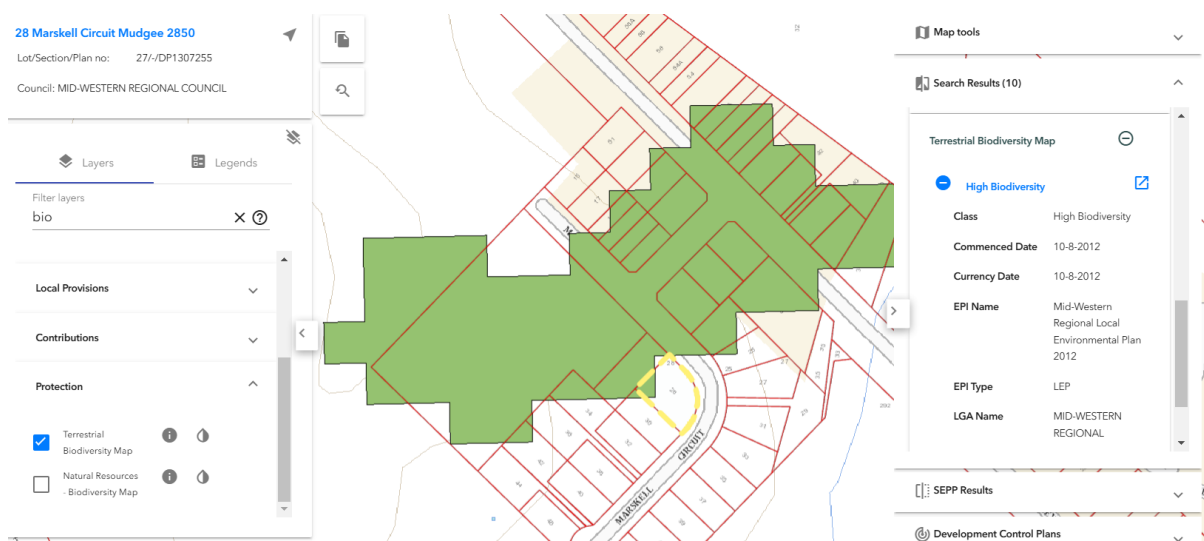 28 Marskell Circuit Mudgee 2850
Lot/Section/Plan no: 27/-/DP1307255
Council: MID-WESTERN REGIONAL COUNCIL
Layers
Legends
Filter layers
bio
Local Provisions
Contributions
Protection
Terrestrial
Biodiversity Map
Natural Resources
- Biodiversity Map
MARSKELL CIRCUIT
Map tools
Search Results (10)
Terrestrial Biodiversity Map
High Biodiversity
Class High Biodiversity
Commenced Date 10-8-2012
Currency Date 10-8-2012
EPI Name Mid-Western
Regional Local
Environmental Plan
2012
EPI Type LEP
LGA Name MID-WESTERN
REGIONAL
SEPP Results
Development Control Plans